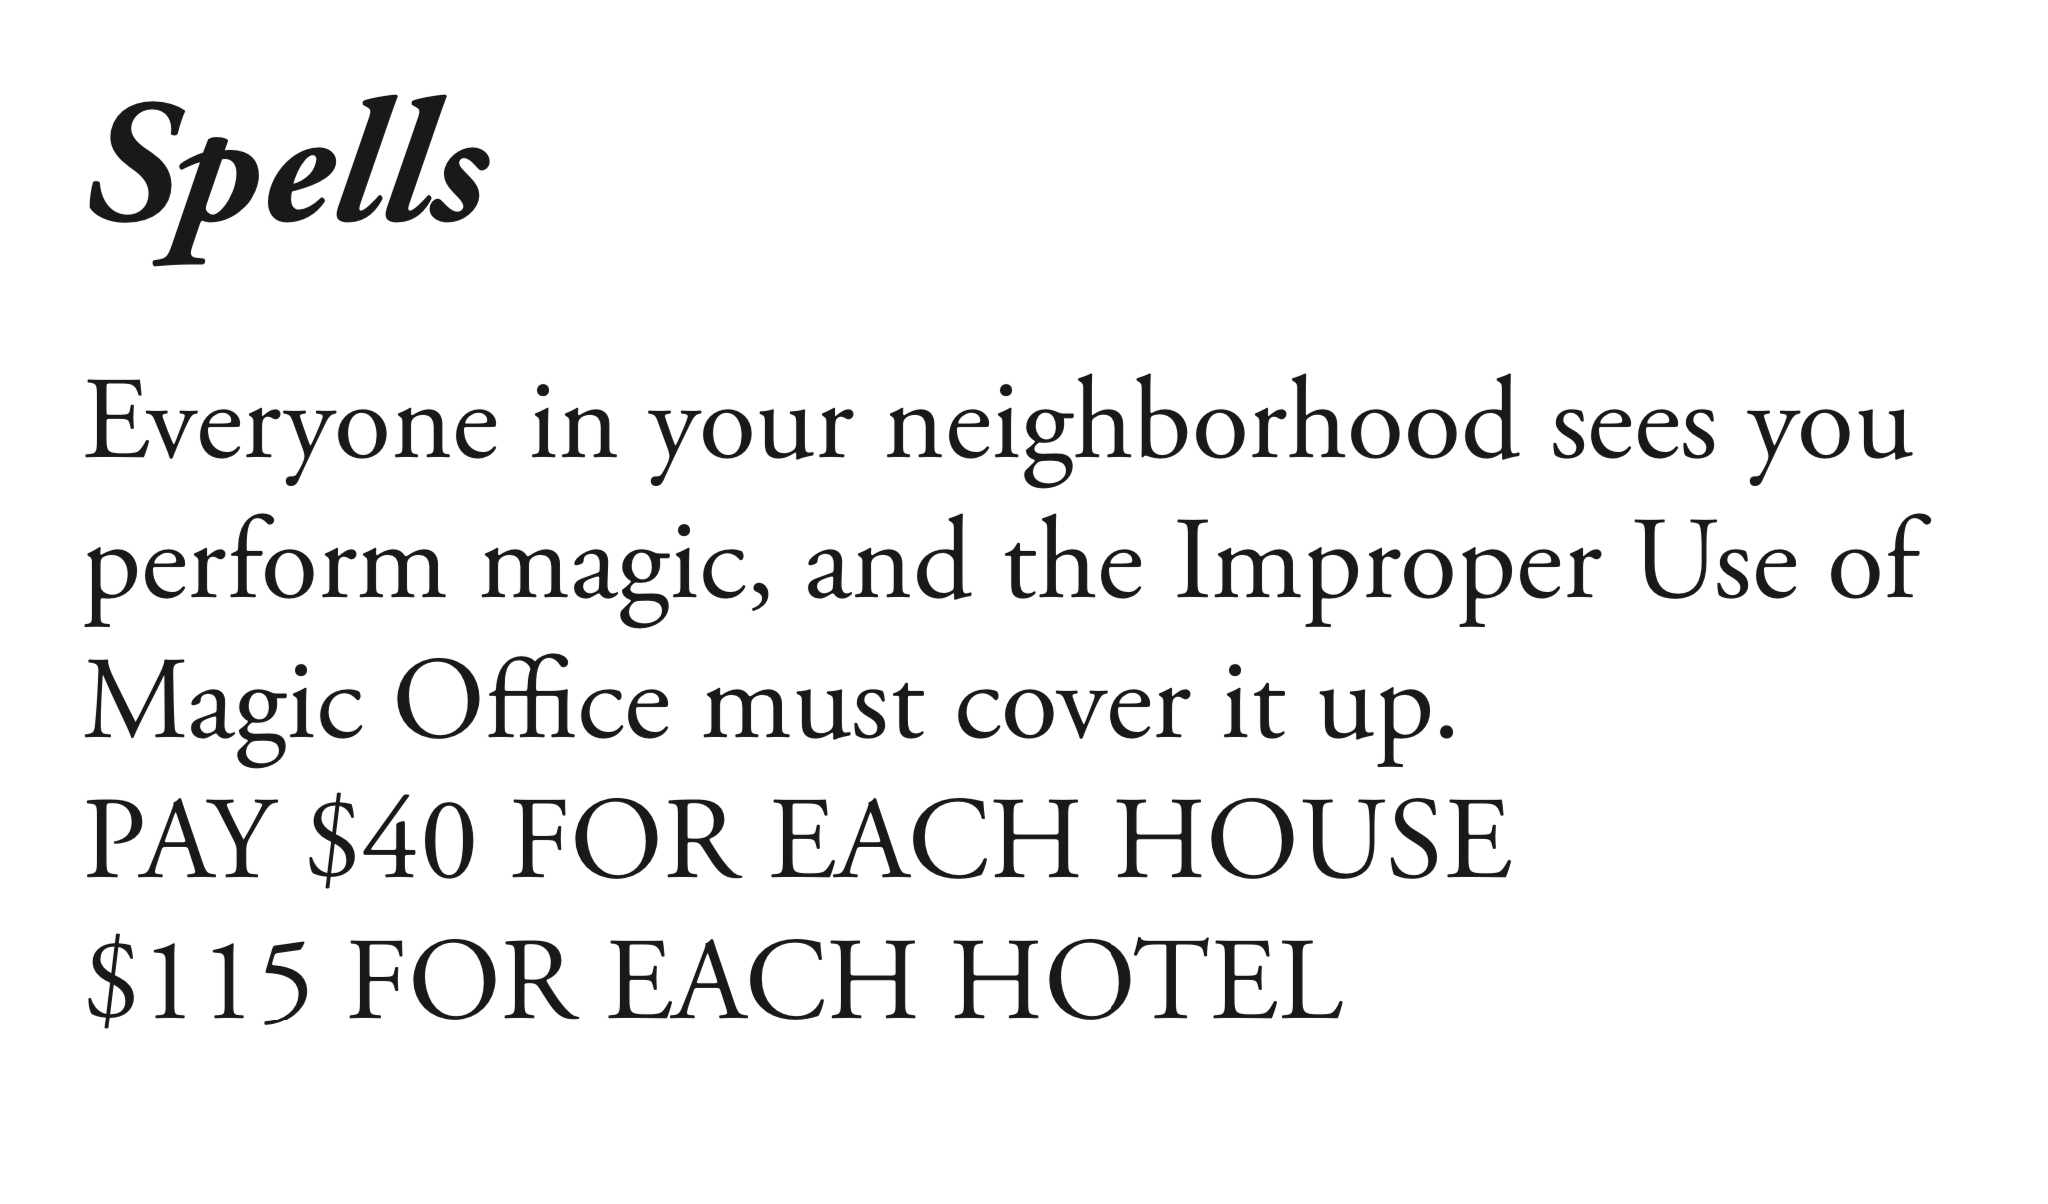 Spells
Everyone in your neighborhood sees you
perform magic, and the Improper Use of
Magic Office must cover it up.
PAY $40 FOR EACH HOUSE
$115 FOR EACH HOTEL